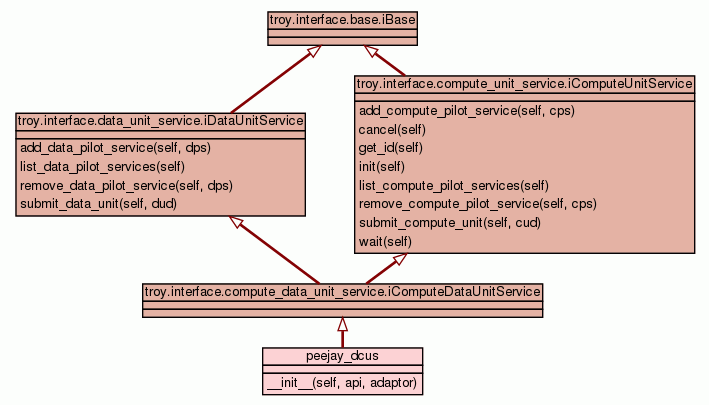 troy.interface.base.iBase
troy.interface.compute_unit_service.iComputeUnitService
add_compute_pilot_service(self, cps)
cancel(self)
get_id(self)
init(self)
list_compute_pilot_services(self)
remove_compute_pilot_service(self, cps)
submit_compute_unit(self, cud)
wait(self)
troy.interface.data_unit_service.iDataUnitService
add_data_pilot_service(self, dps)
list_data_pilot_services(self)
remove_data_pilot_service(self, dps)
submit_data_unit(self, dud)
troy.interface.compute_data_unit_service.iComputeDataUnitService
peejay_dcus
__init__(self, api, adaptor)